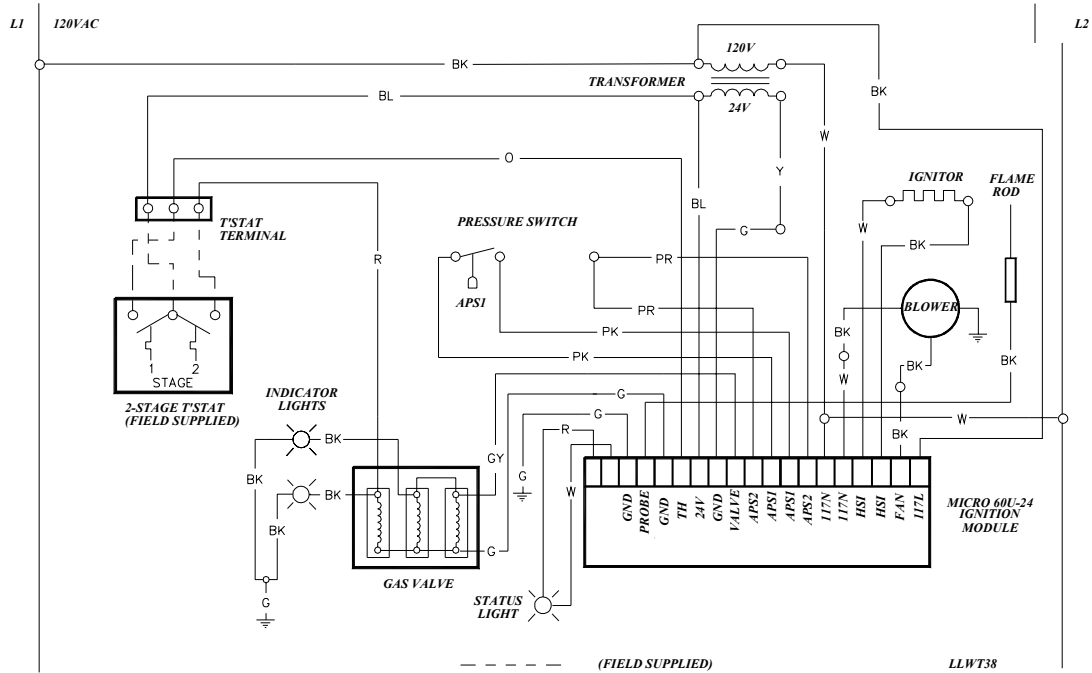 L1
120VAC
L2
120V
BK
TRANSFORMER
24V
BL
BK
W
O
Y
IGNITOR
FLAME
ROD
T'STAT
TERMINAL
PRESSURE SWITCH
BL
G
W
BK
R
PR
APS1
BLOWER
PR
BK
PK
1
2
STAGE
PK
BK
W
BK
2-STAGE T'STAT
(FIELD SUPPLIED)
INDICATOR
LIGHTS
G
G
R
W
BK
GY
BK
BK
G
W
BK
BK
GND
PROBE
GND
TH
24V
GND
VALVE
APS2
APS1
APS1
APS2
117N
117N
HSI
HSI
FAN
117L
MICRO 60U-24
IGNITION
MODULE
G
GAS VALVE
G
STATUS
LIGHT
(FIELD SUPPLIED)
LLWT38